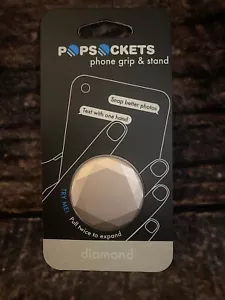 POPSOCKETS
phone grip & stand
Snap better photos
Text with one hand
TRY ME!
Pull twice to expand
diamond